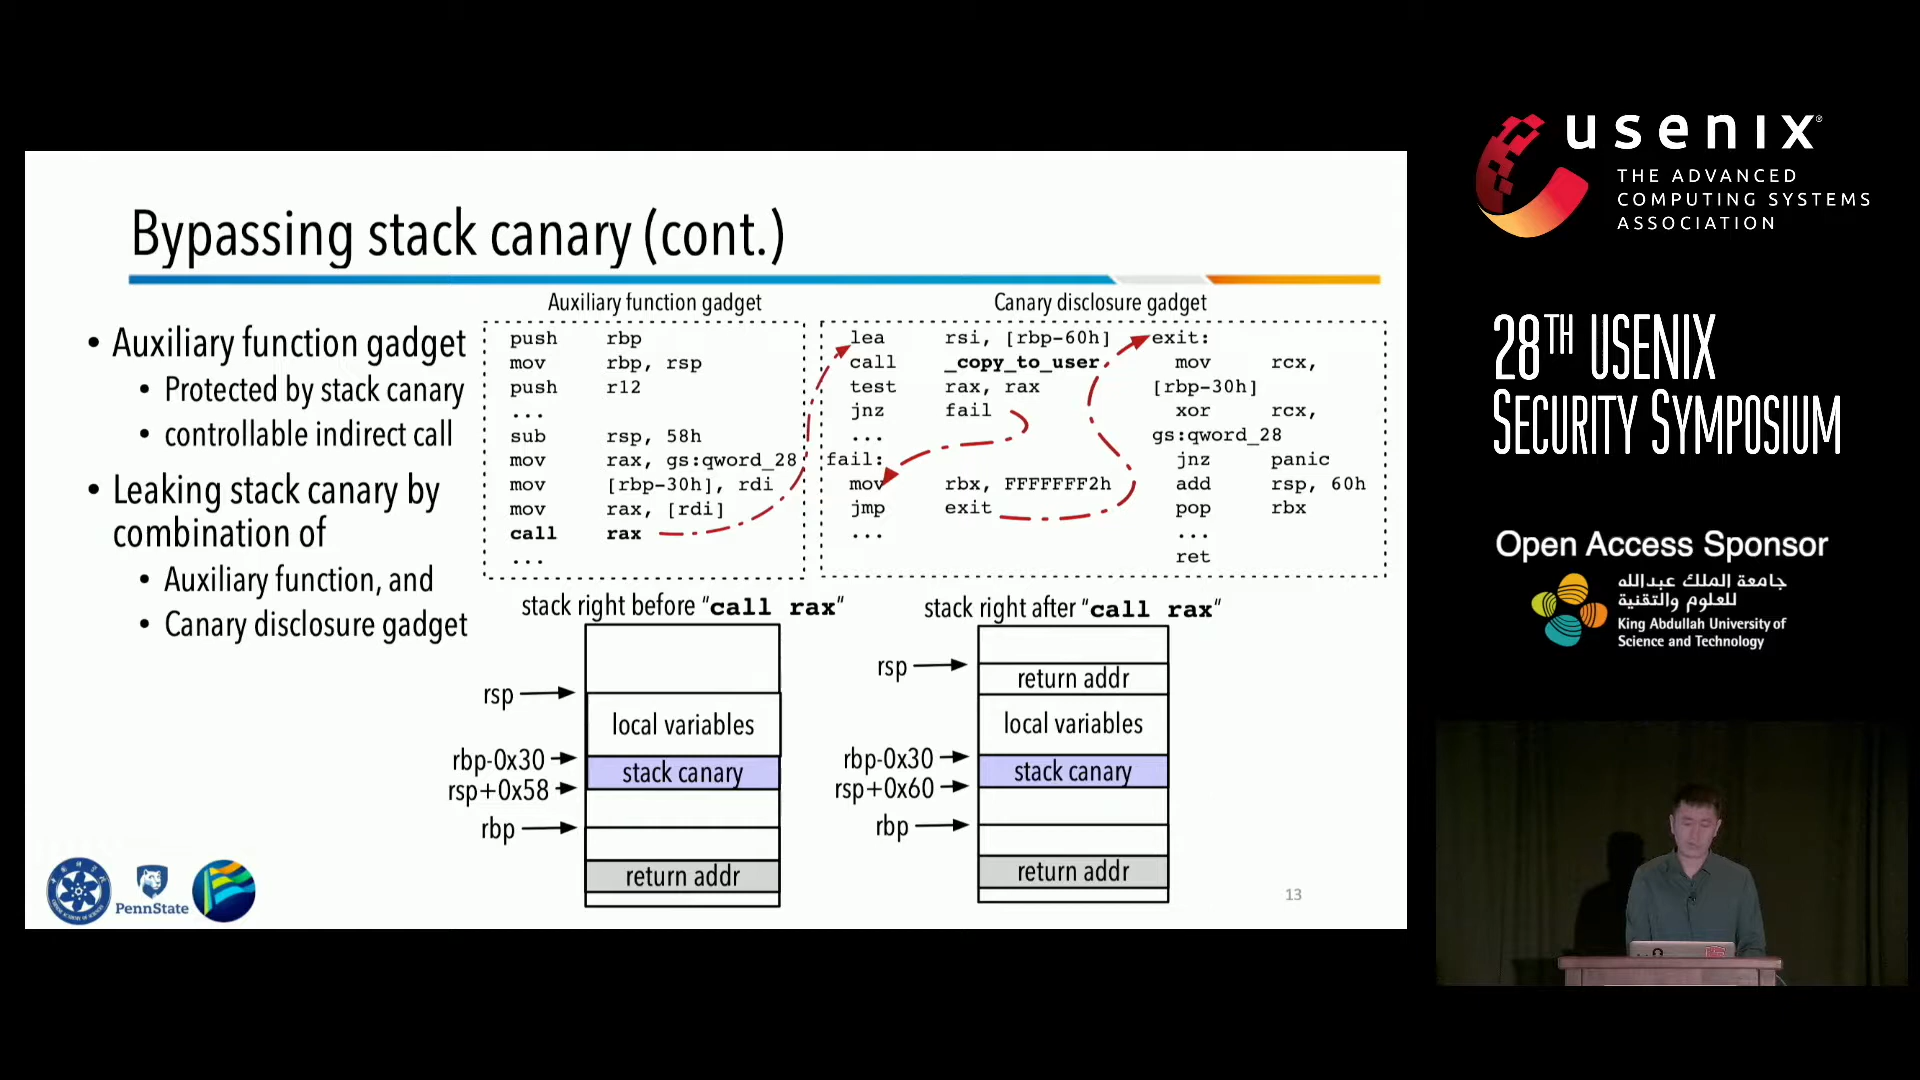 Bypassing stack canary (cont.)
• Auxiliary function gadget
• Protected by stack canary
• controllable indirect call
• Leaking stack canary by
combination of
• Auxiliary function, and
• Canary disclosure gadget
Auxiliary function gadget
push rbp
mov rbp, rsp
push r12
...
sub rsp, 58h
mov rax, gs:qword_28
mov [rbp-30h], rdi
mov rax, [rdi]
call rax
...
Canary disclosure gadget
lea rsi, [rbp-60h]
call _copy_to_user
test rax, rax
jnz fail
...
fail:
mov rbx, FFFFFFF2h
jmp exit
...
exit:
mov rcx,
[rbp-30h]
xor rcx,
gs:qword_28
jnz panic
add rsp, 60h
pop rbx
...
ret
stack right before "call rax"
rsp
local variables
rbp-0x30
stack canary
rsp+0x58
rbp
return addr
stack right after "call rax"
rsp
return addr
local variables
rbp-0x30
stack canary
rsp+0x60
rbp
return addr
PennState
13
usenix®
THE ADVANCED
COMPUTING SYSTEMS
ASSOCIATION
28TH USENIX
SECURITY SYMPOSIUM
Open Access Sponsor
جامعة الملك عبدالله
للعلوم والتقنية
King Abdullah University of
Science and Technology